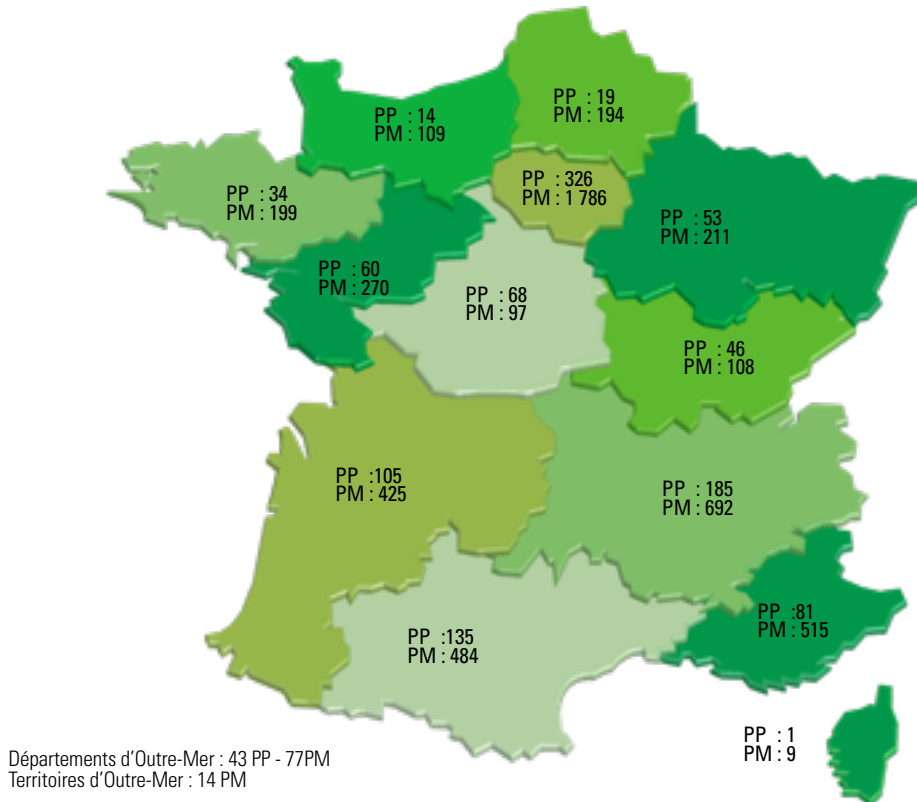 PP : 19
PM : 194
PP : 14
PM : 109
PP : 326
PM : 1 786
PP : 34
PM : 199
PP : 53
PM : 211
PP : 60
PM : 270
PP : 68
PM : 97
PP : 46
PM : 108
PP :105
PM : 425
PP : 185
PM : 692
PP :81
PM : 515
PP :135
PM : 484
PP : 1
PM : 9
Départements d'Outre-Mer : 43 PP - 77PM
Territoires d'Outre-Mer : 14 PM